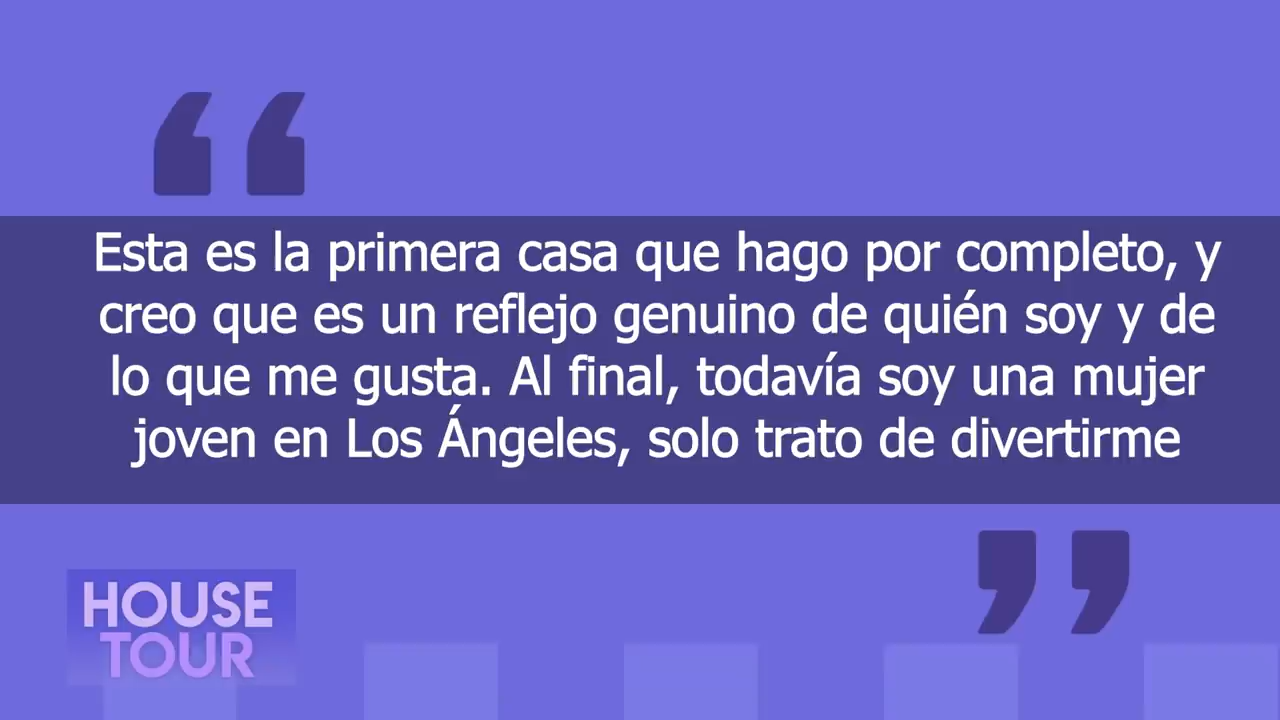 “
Esta es la primera casa que hago por completo, y
creo que es un reflejo genuino de quién soy y de
lo que me gusta. Al final, todavía soy una mujer
joven en Los Ángeles, solo trato de divertirme
”
HOUSE
TOUR